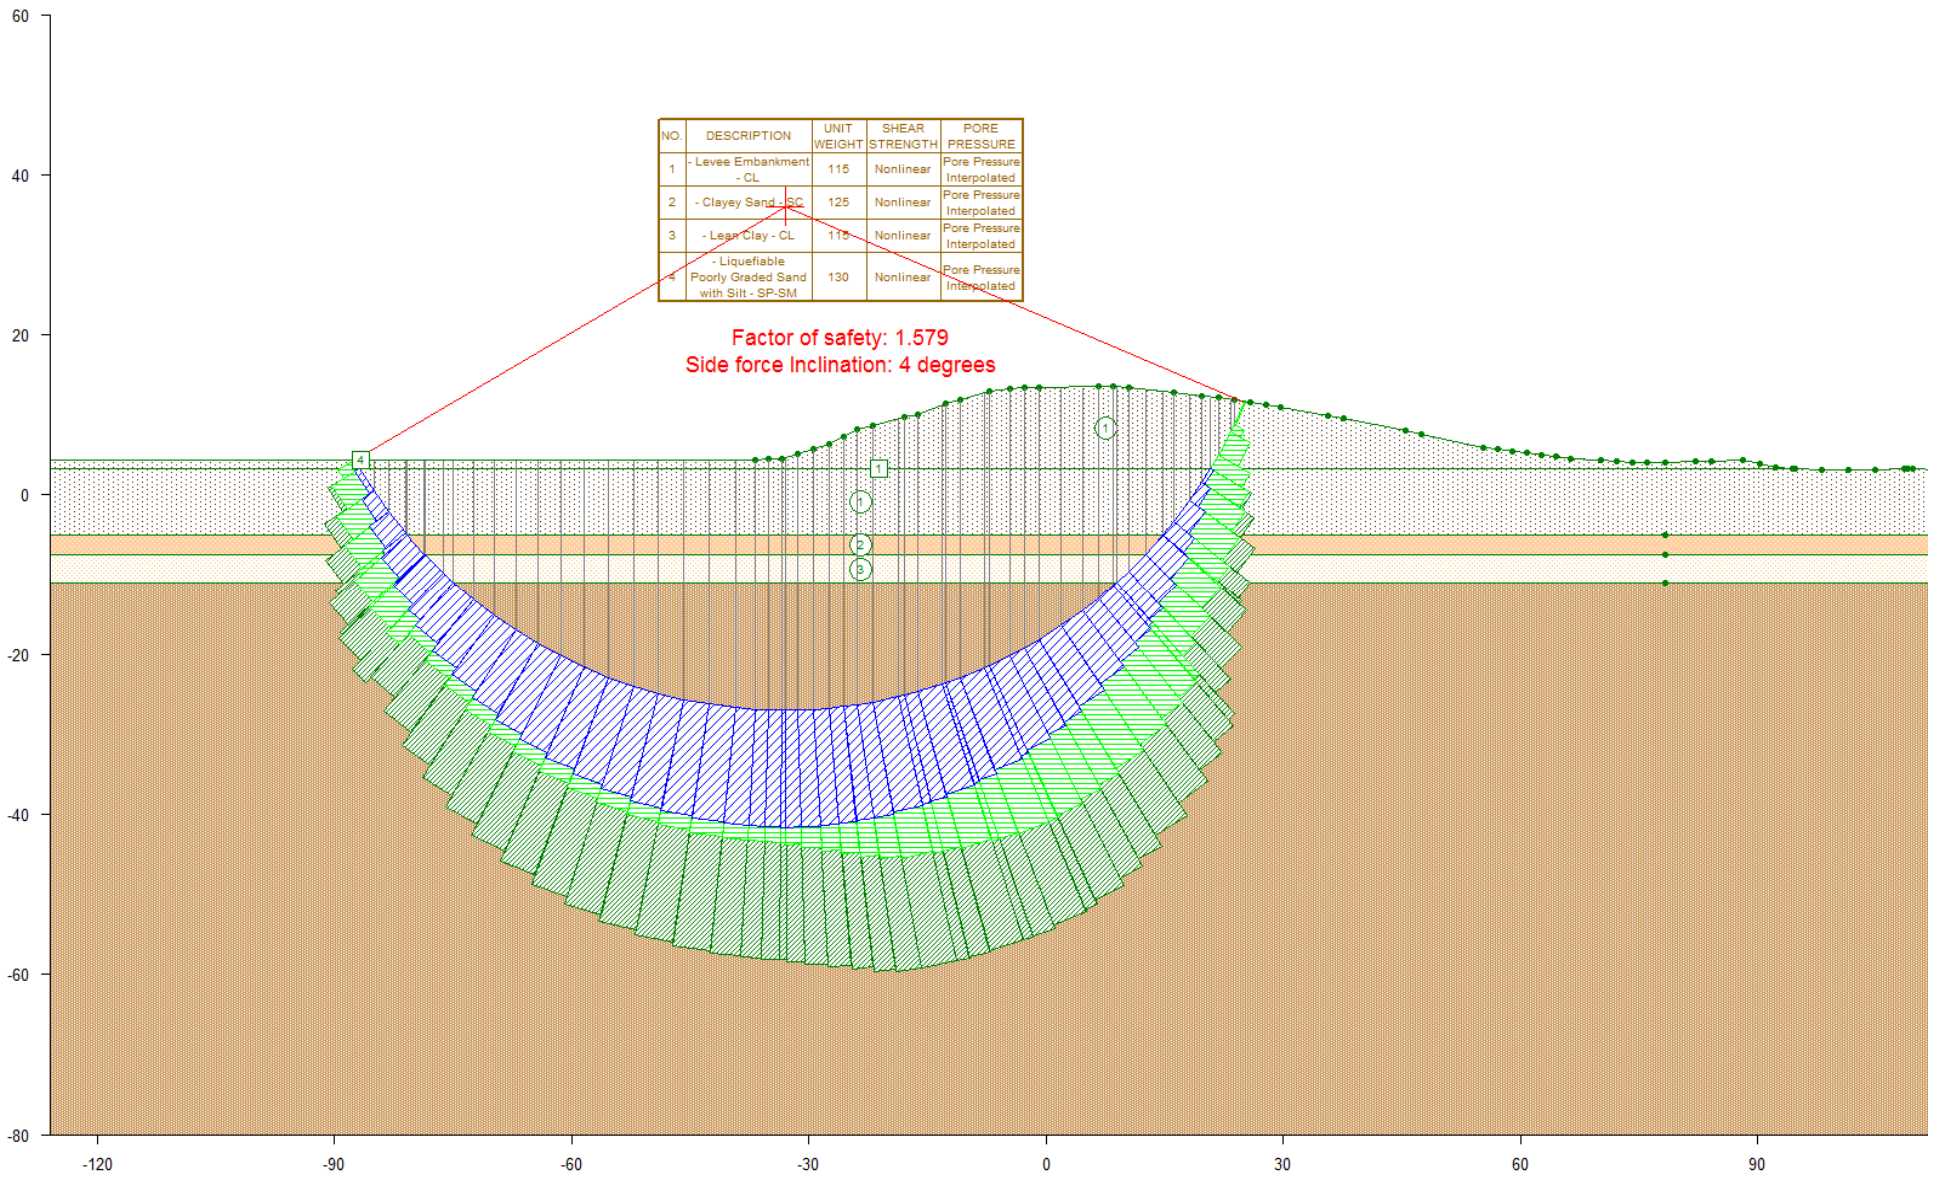 60
40
20
0
-20
-40
-60
-80
NO. DESCRIPTION UNIT WEIGHT SHEAR STRENGTH PORE PRESSURE
1 - Levee Embankment - CL 115 Nonlinear Pore Pressure Interpolated
2 - Clayey Sand - SC 125 Nonlinear Pore Pressure Interpolated
3 - Lean Clay - CL 115 Nonlinear Pore Pressure Interpolated
4 - Liquefiable Poorly Graded Sand with Silt - SP-SM 130 Nonlinear Pore Pressure Interpolated
Factor of safety: 1.579
Side force Inclination: 4 degrees
1
4
1
1
2
3
-120 -90 -60 -30 0 30 60 90